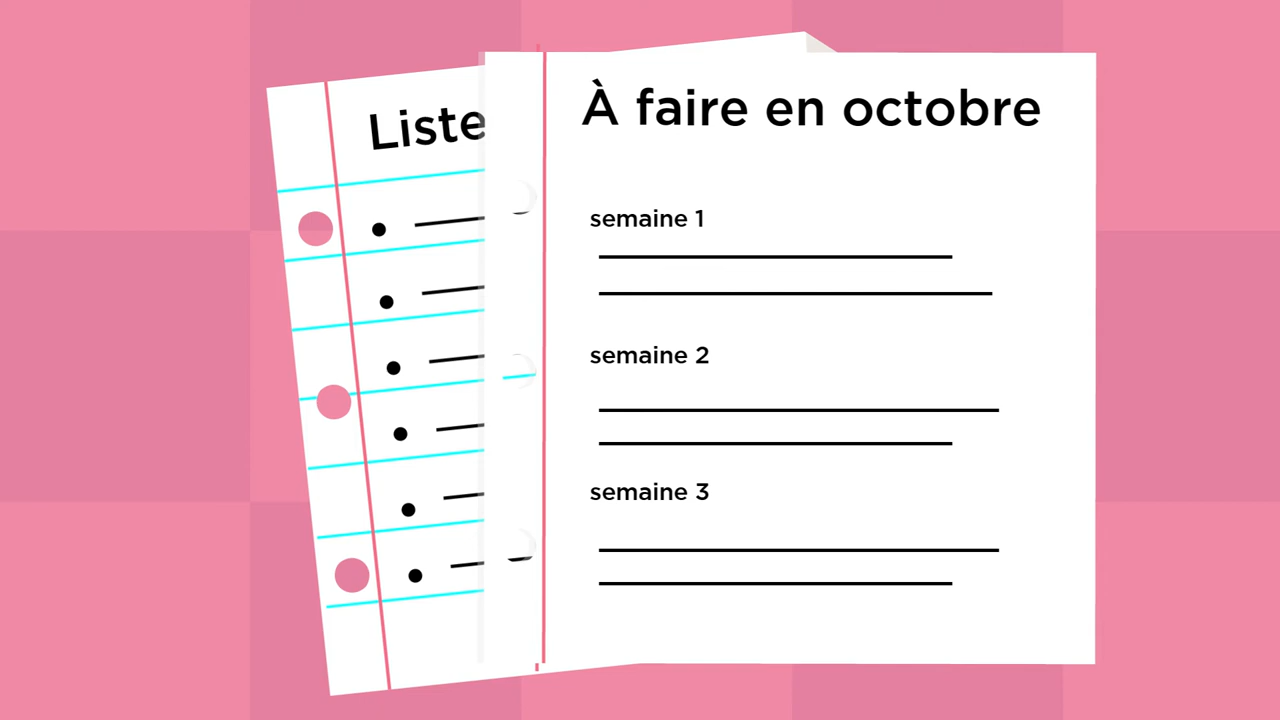 Liste
À faire en octobre
semaine 1
semaine 2
semaine 3